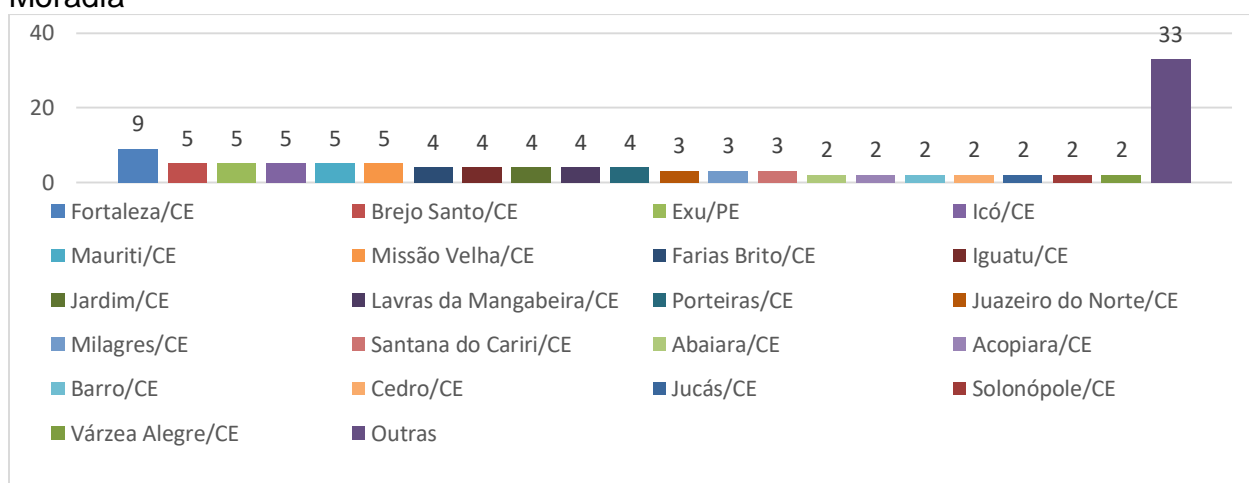 Moradia
40
33
20
9 5 5 5 5 5 4 4 4 4 4 3 3 3 2 2 2 2 2 2 2
0
Fortaleza/CE Brejo Santo/CE Exu/PE Icó/CE
Mauriti/CE Missão Velha/CE Farias Brito/CE Iguatu/CE
Jardim/CE Lavras da Mangabeira/CE Porteiras/CE Juazeiro do Norte/CE
Milagres/CE Santana do Cariri/CE Abaiara/CE Acopiara/CE
Barro/CE Cedro/CE Jucás/CE Solonópole/CE
Várzea Alegre/CE Outras